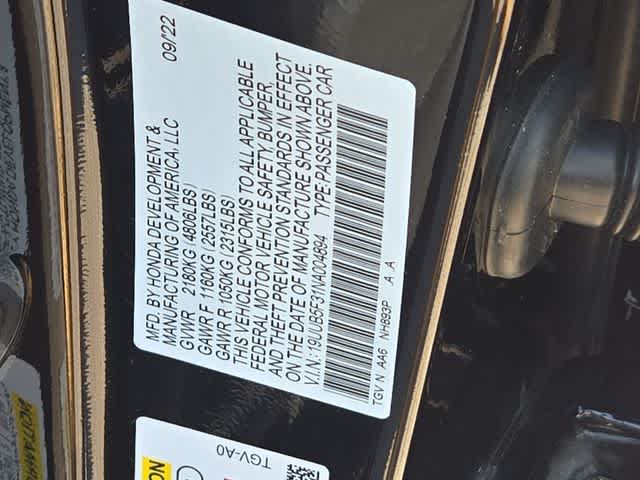 MFD. BY HONDA DEVELOPMENT &
MANUFACTURING OF AMERICA, LLC 09/22
GVWR 2180KG (4806LBS)
GAWR F 1160KG (2557LBS)
GAWR R 1050KG (2315LBS)
THIS VEHICLE CONFORMS TO ALL APPLICABLE
FEDERAL MOTOR VEHICLE SAFETY, BUMPER,
AND THEFT PREVENTION STANDARDS IN EFFECT
ON THE DATE OF MANUFACTURE SHOWN ABOVE.
V.I.N.: 19UUB5F31NA004894 TYPE:PASSENGER CAR
TGV N AA6 NH893P A A
TGV-A0